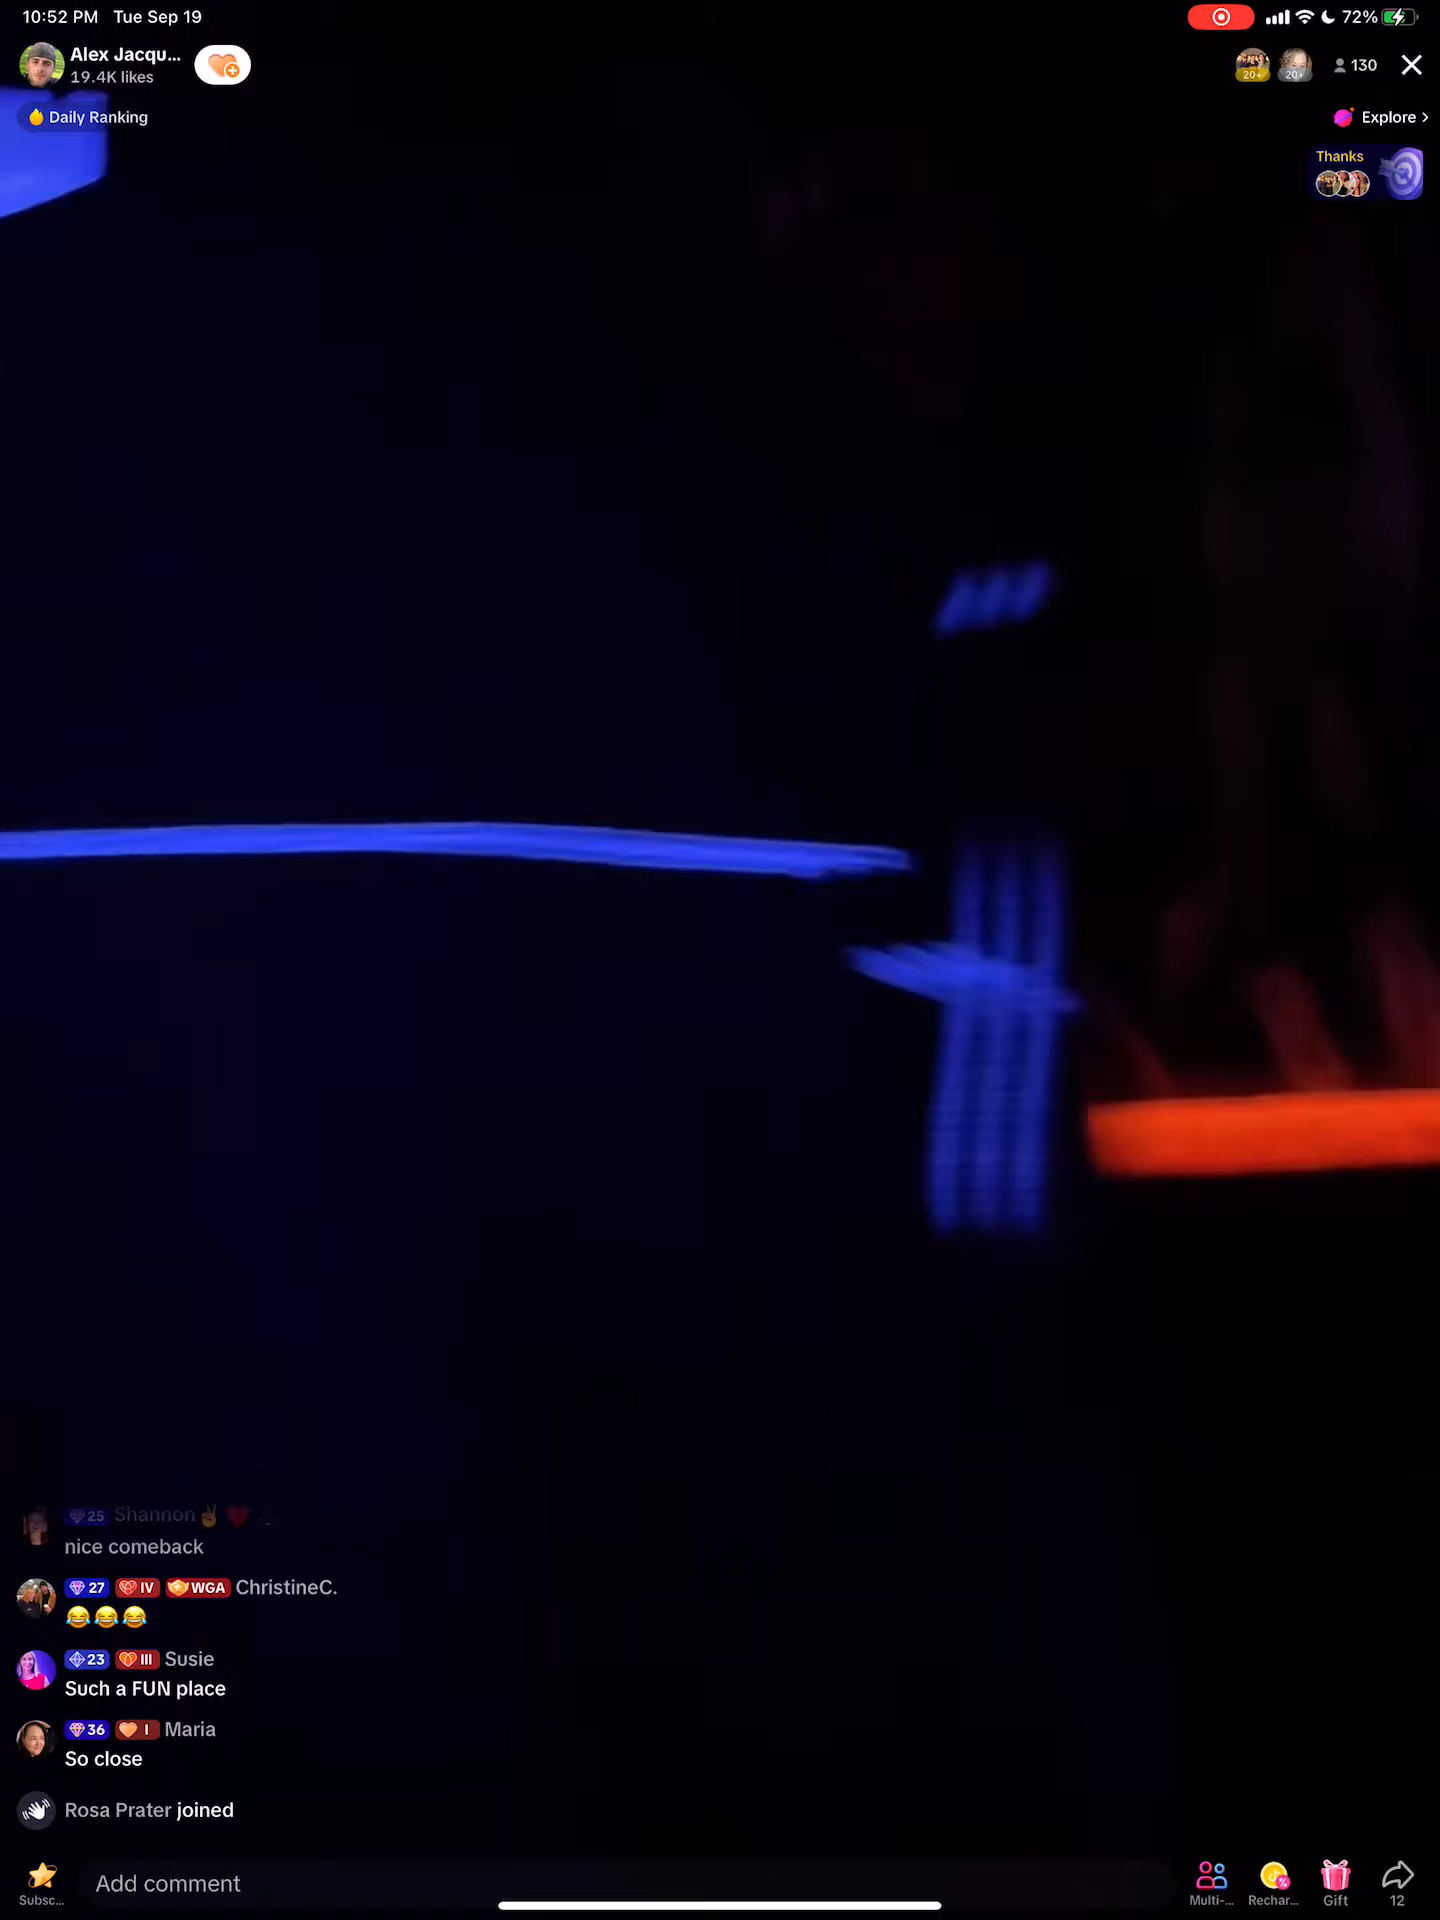 10:52 PM Tue Sep 19
72%
Alex Jacqu...
19.4K likes
20+
20+
130
Daily Ranking
Explore >
Thanks
25 Shannon✌️❤️
nice comeback
27 IV WGA ChristineC.
😂😂😂
23 III Susie
Such a FUN place
36 I Maria
So close
Rosa Prater joined
Subsc...
Add comment
Multi-...
Rechar...
Gift
12